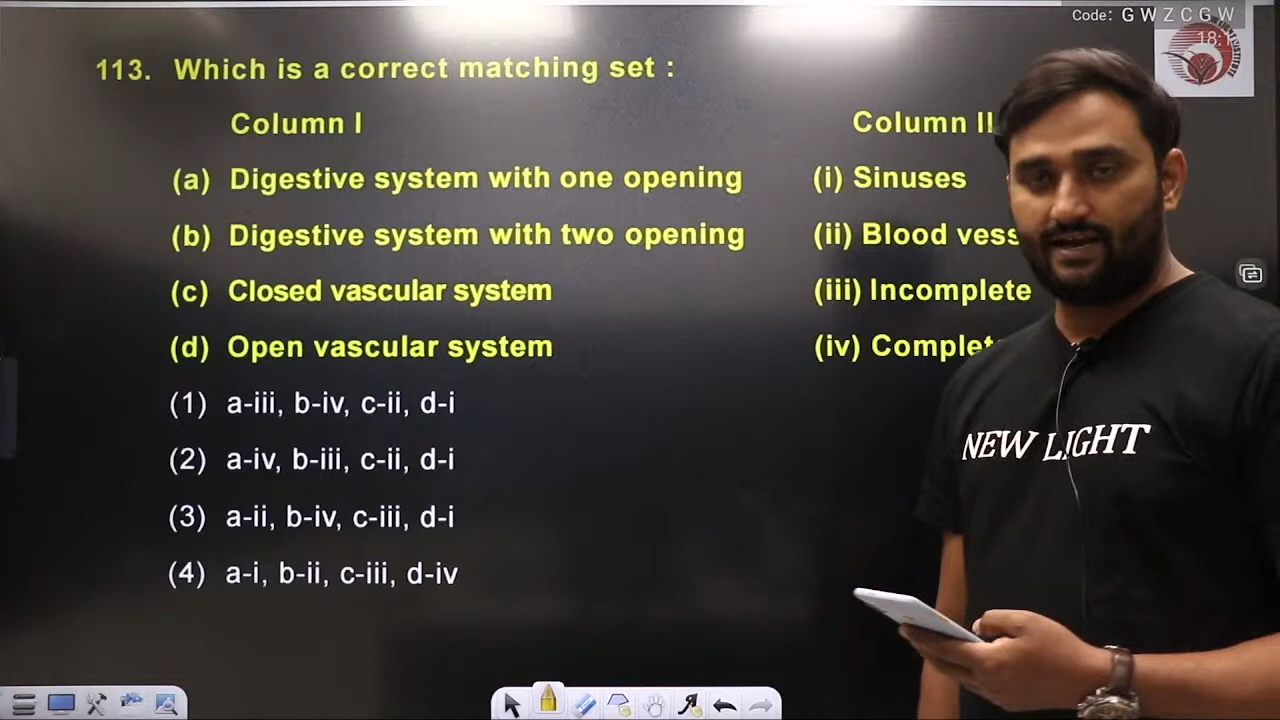 Code: G W Z C G W
18:1
113. Which is a correct matching set :
Column I Column II
(a) Digestive system with one opening (i) Sinuses
(b) Digestive system with two opening (ii) Blood
(c) Closed vascular system (iii) Incomplete
(d) Open vascular system (iv)
(1) a-iii, b-iv, c-ii, d-i
(2) a-iv, b-iii, c-ii, d-i
(3) a-ii, b-iv, c-iii, d-i
(4) a-i, b-ii, c-iii, d-iv
NEW LIGHT